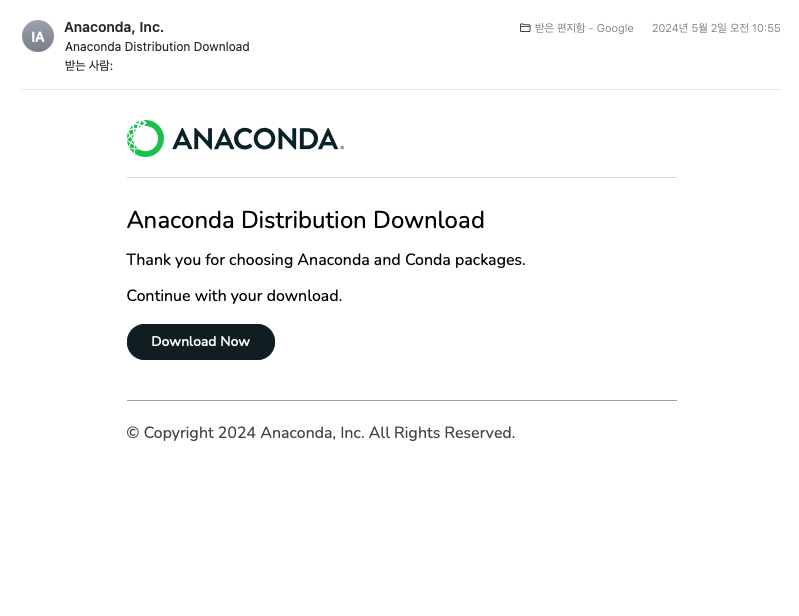 IA
Anaconda, Inc.
받은 편지함 - Google
2024년 5월 2일 오전 10:55
Anaconda Distribution Download
받는 사람:
ANACONDA.
Anaconda Distribution Download
Thank you for choosing Anaconda and Conda packages.
Continue with your download.
Download Now
© Copyright 2024 Anaconda, Inc. All Rights Reserved.